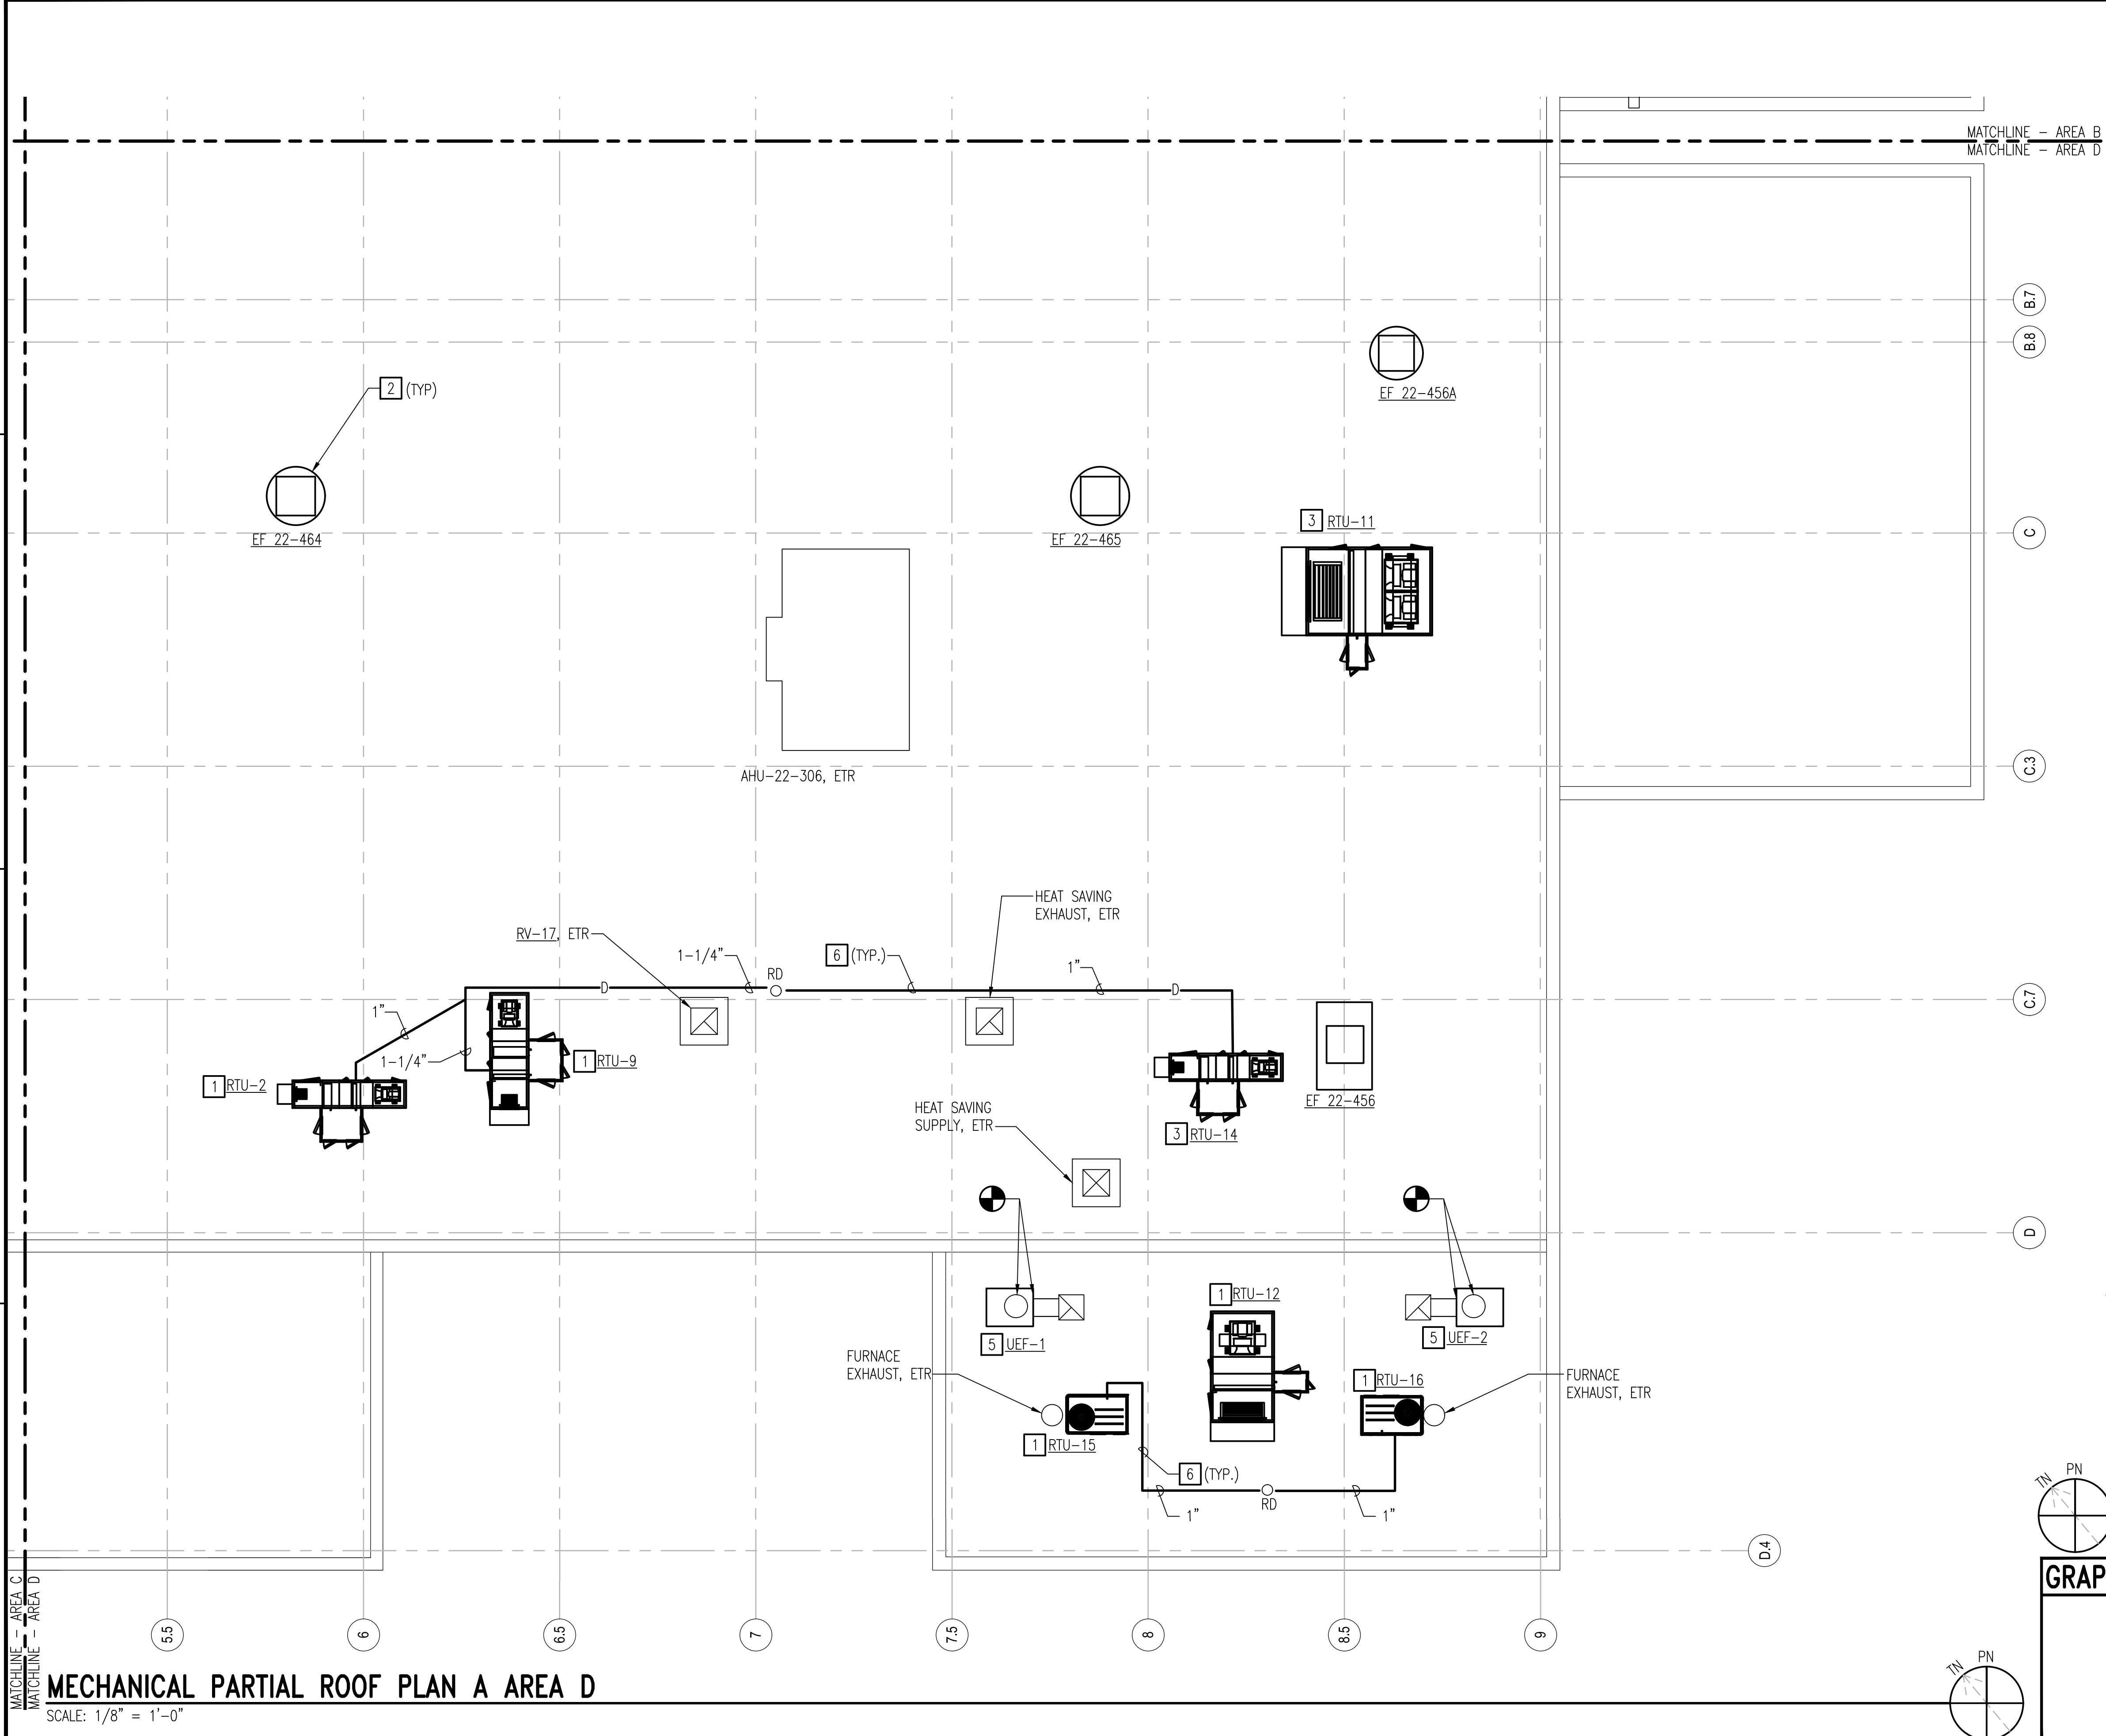 MATCHLINE - AREA B
MATCHLINE - AREA D
B.7
B.8
EF 22-456A
2 (TYP)
EF 22-464
EF 22-465
3 RTU-11
C
C.3
AHU-22-306, ETR
HEAT SAVING
EXHAUST, ETR
RV-17, ETR
1-1/4"
RD
6 (TYP.)
1"
D
D
C.7
1"
1-1/4"
1 RTU-9
1 RTU-2
EF 22-456
HEAT SAVING
SUPPLY, ETR
3 RTU-14
D
1 RTU-12
5 UEF-1
5 UEF-2
FURNACE
EXHAUST, ETR
1 RTU-16
FURNACE
EXHAUST, ETR
1 RTU-15
6 (TYP.)
RD
1"
1"
PN
TN
D.4
GRAP
MATCHLINE - AREA C
MATCHLINE - AREA D
5.5
6
6.5
7
7.5
8
8.5
9
PN
TN
MECHANICAL PARTIAL ROOF PLAN A AREA D
SCALE: 1/8" = 1'-0"